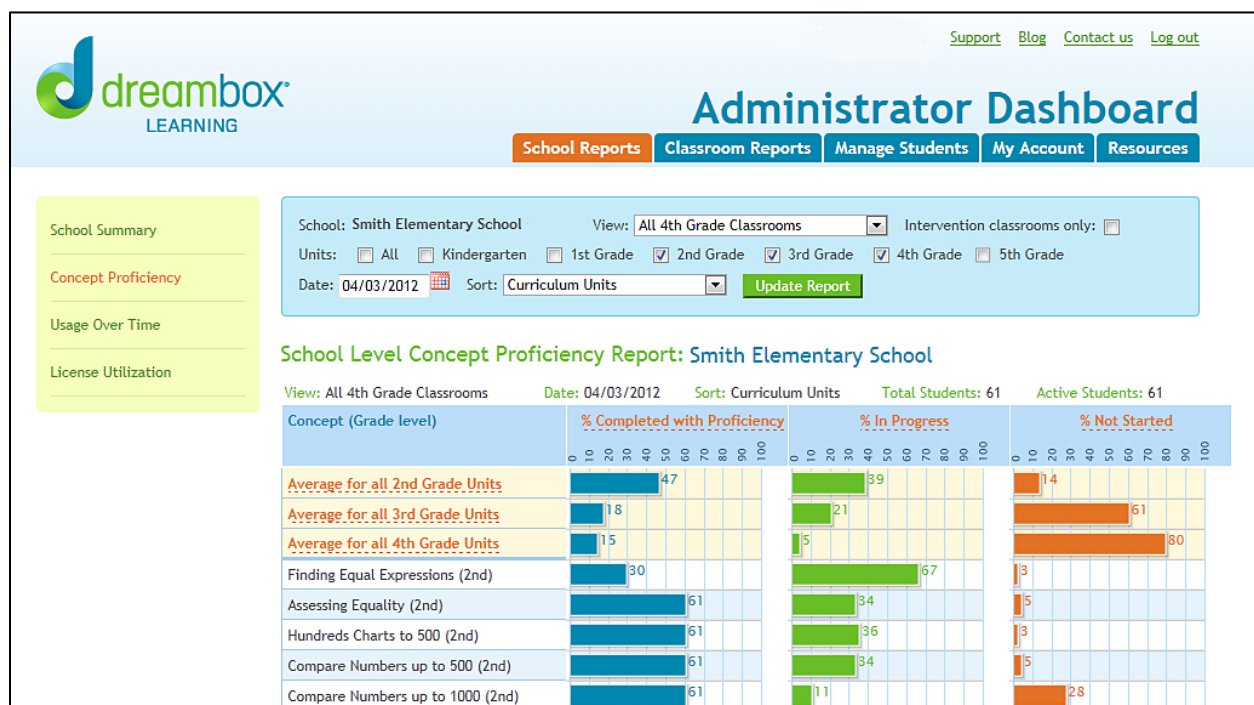 Support Blog Contact us Log out
dreambox
LEARNING
Administrator Dashboard
School Reports Classroom Reports Manage Students My Account Resources
School Summary
Concept Proficiency
Usage Over Time
License Utilization
School: Smith Elementary School View: All 4th Grade Classrooms Intervention classrooms only:
Units: All Kindergarten 1st Grade 2nd Grade 3rd Grade 4th Grade 5th Grade
Date: 04/03/2012 Sort: Curriculum Units Update Report
School Level Concept Proficiency Report: Smith Elementary School
View: All 4th Grade Classrooms Date: 04/03/2012 Sort: Curriculum Units Total Students: 61 Active Students: 61
Concept (Grade level) % Completed with Proficiency % In Progress % Not Started
0 10 20 30 40 50 60 70 80 90 100 0 10 20 30 40 50 60 70 80 90 100 0 10 20 30 40 50 60 70 80 90 100
Average for all 2nd Grade Units 47 39 14
Average for all 3rd Grade Units 18 21 61
Average for all 4th Grade Units 15 5 80
Finding Equal Expressions (2nd) 30 67 3
Assessing Equality (2nd) 61 34 5
Hundreds Charts to 500 (2nd) 61 36 3
Compare Numbers up to 500 (2nd) 61 34 5
Compare Numbers up to 1000 (2nd) 61 11 28